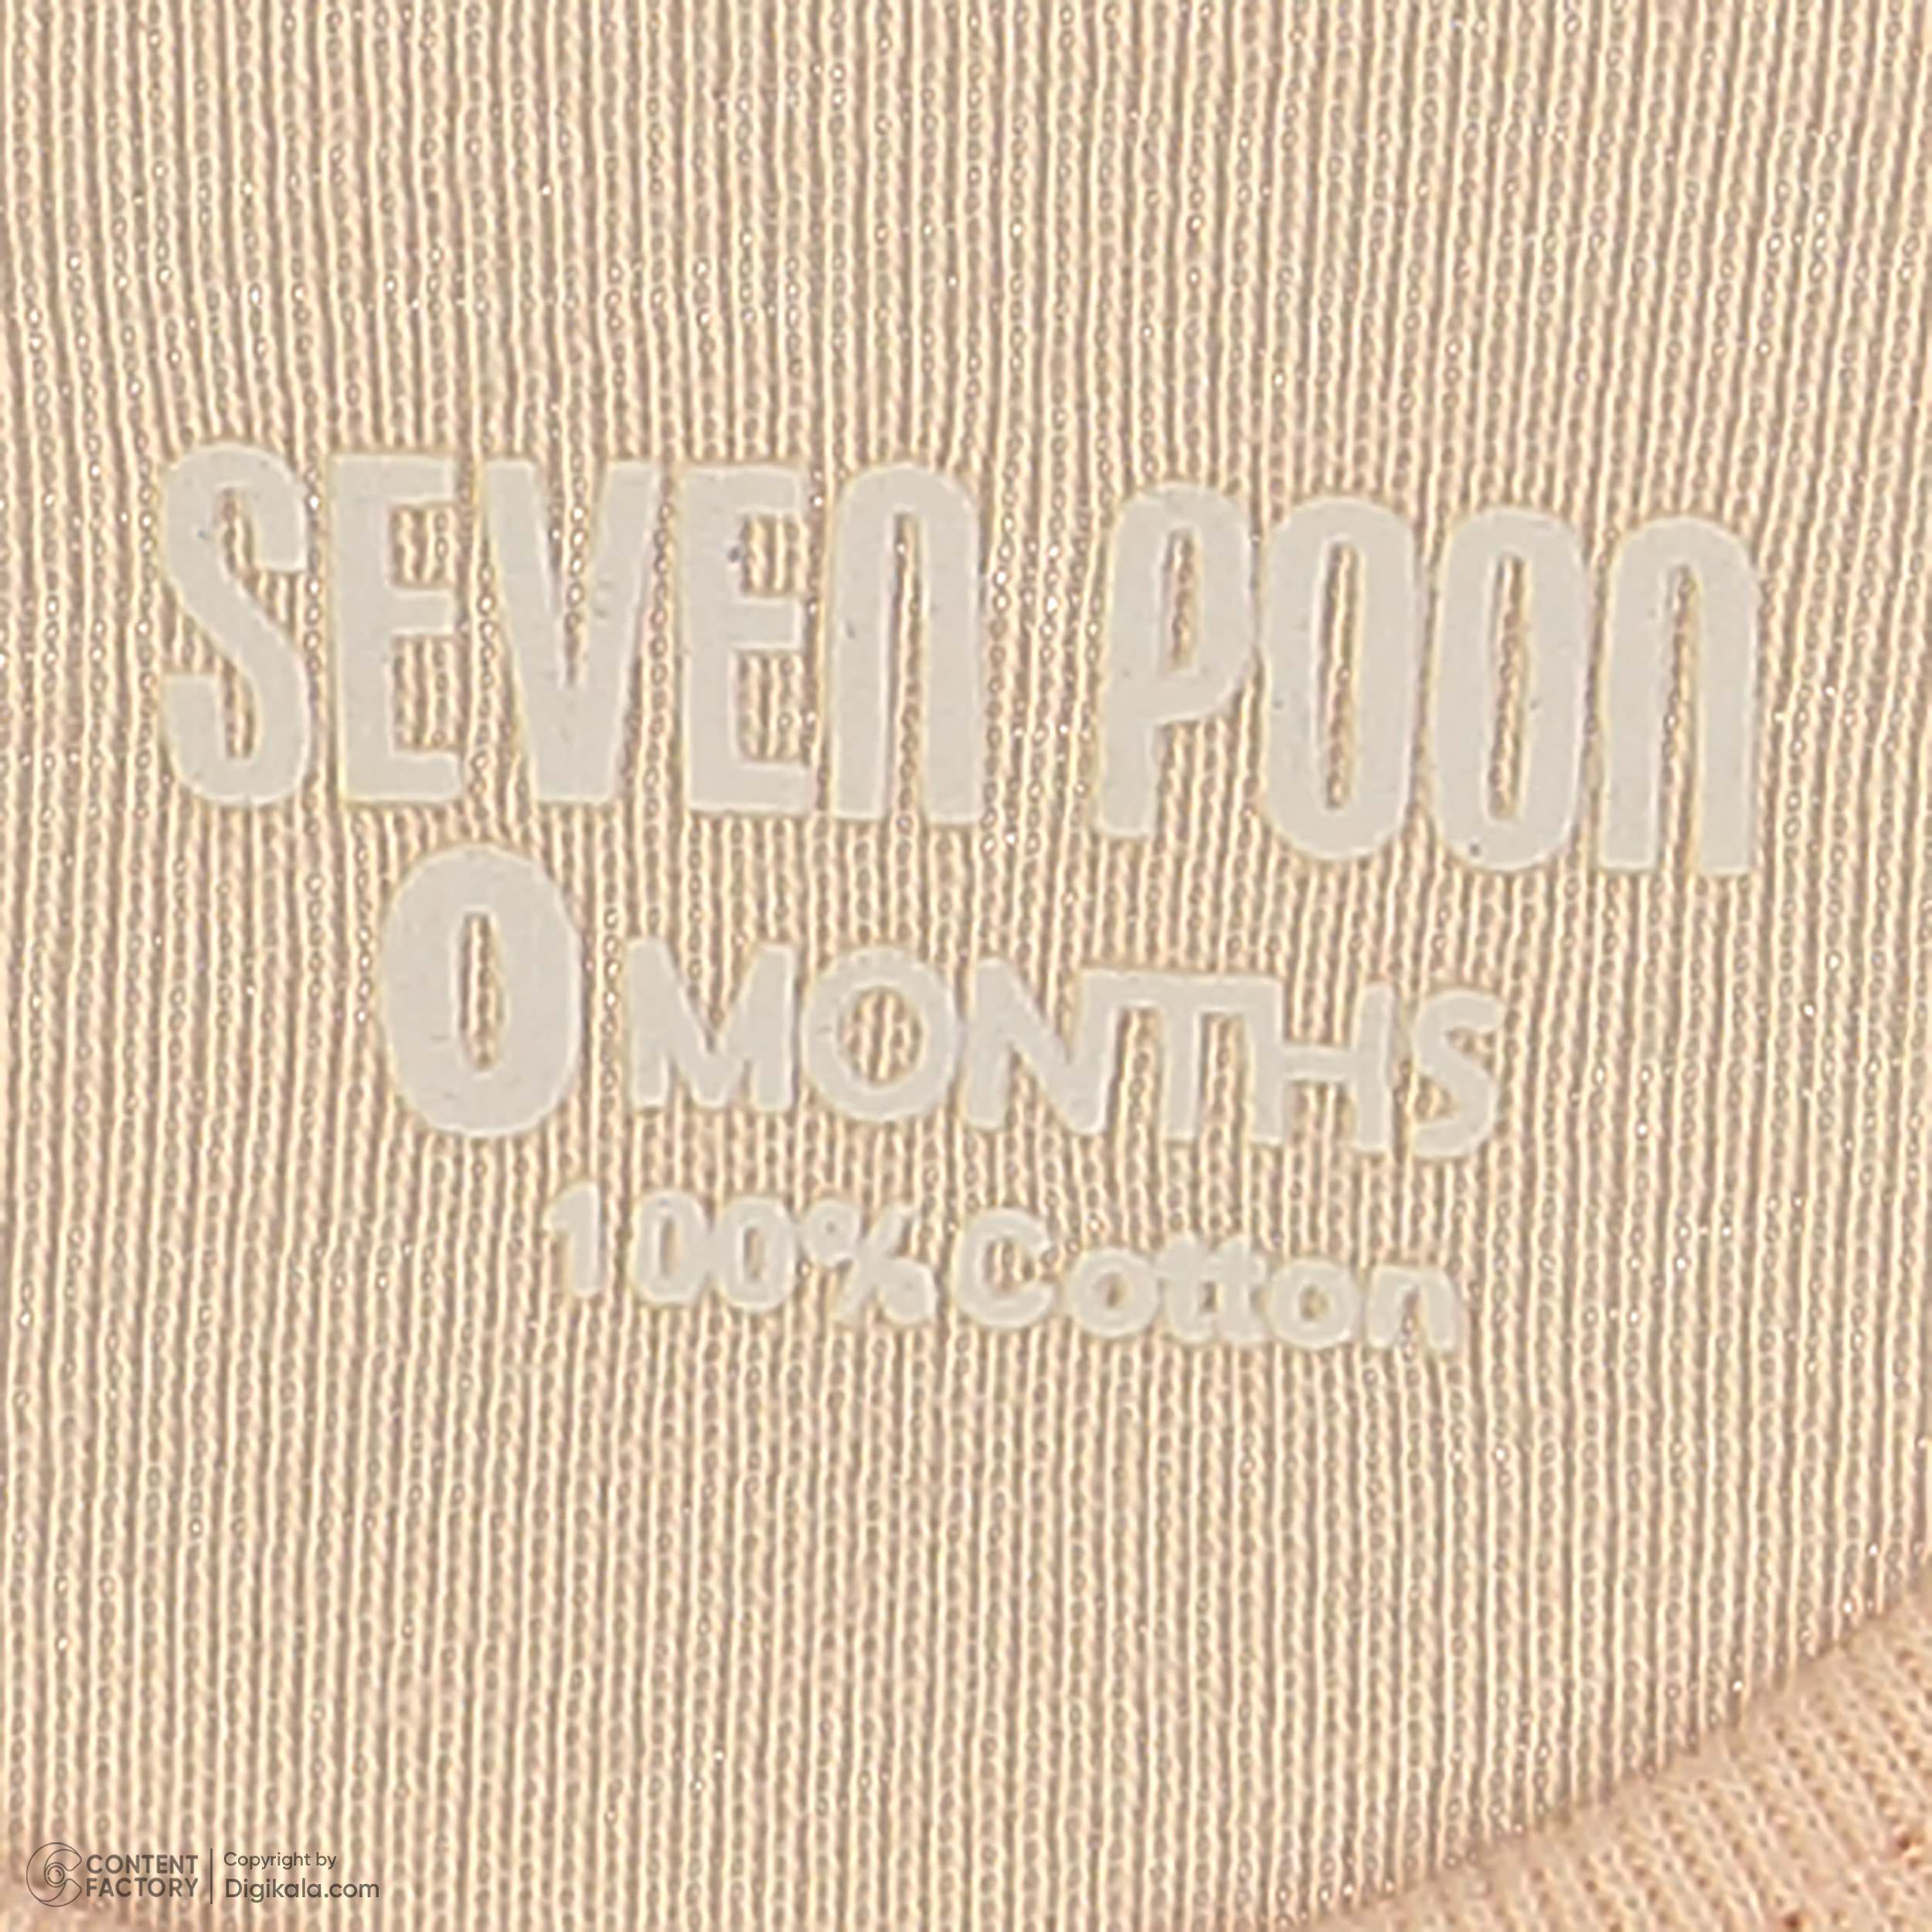 SEVEN POON
0 MONTHS
100% Cotton
CONTENT FACTORY
Copyright by
Digikala.com